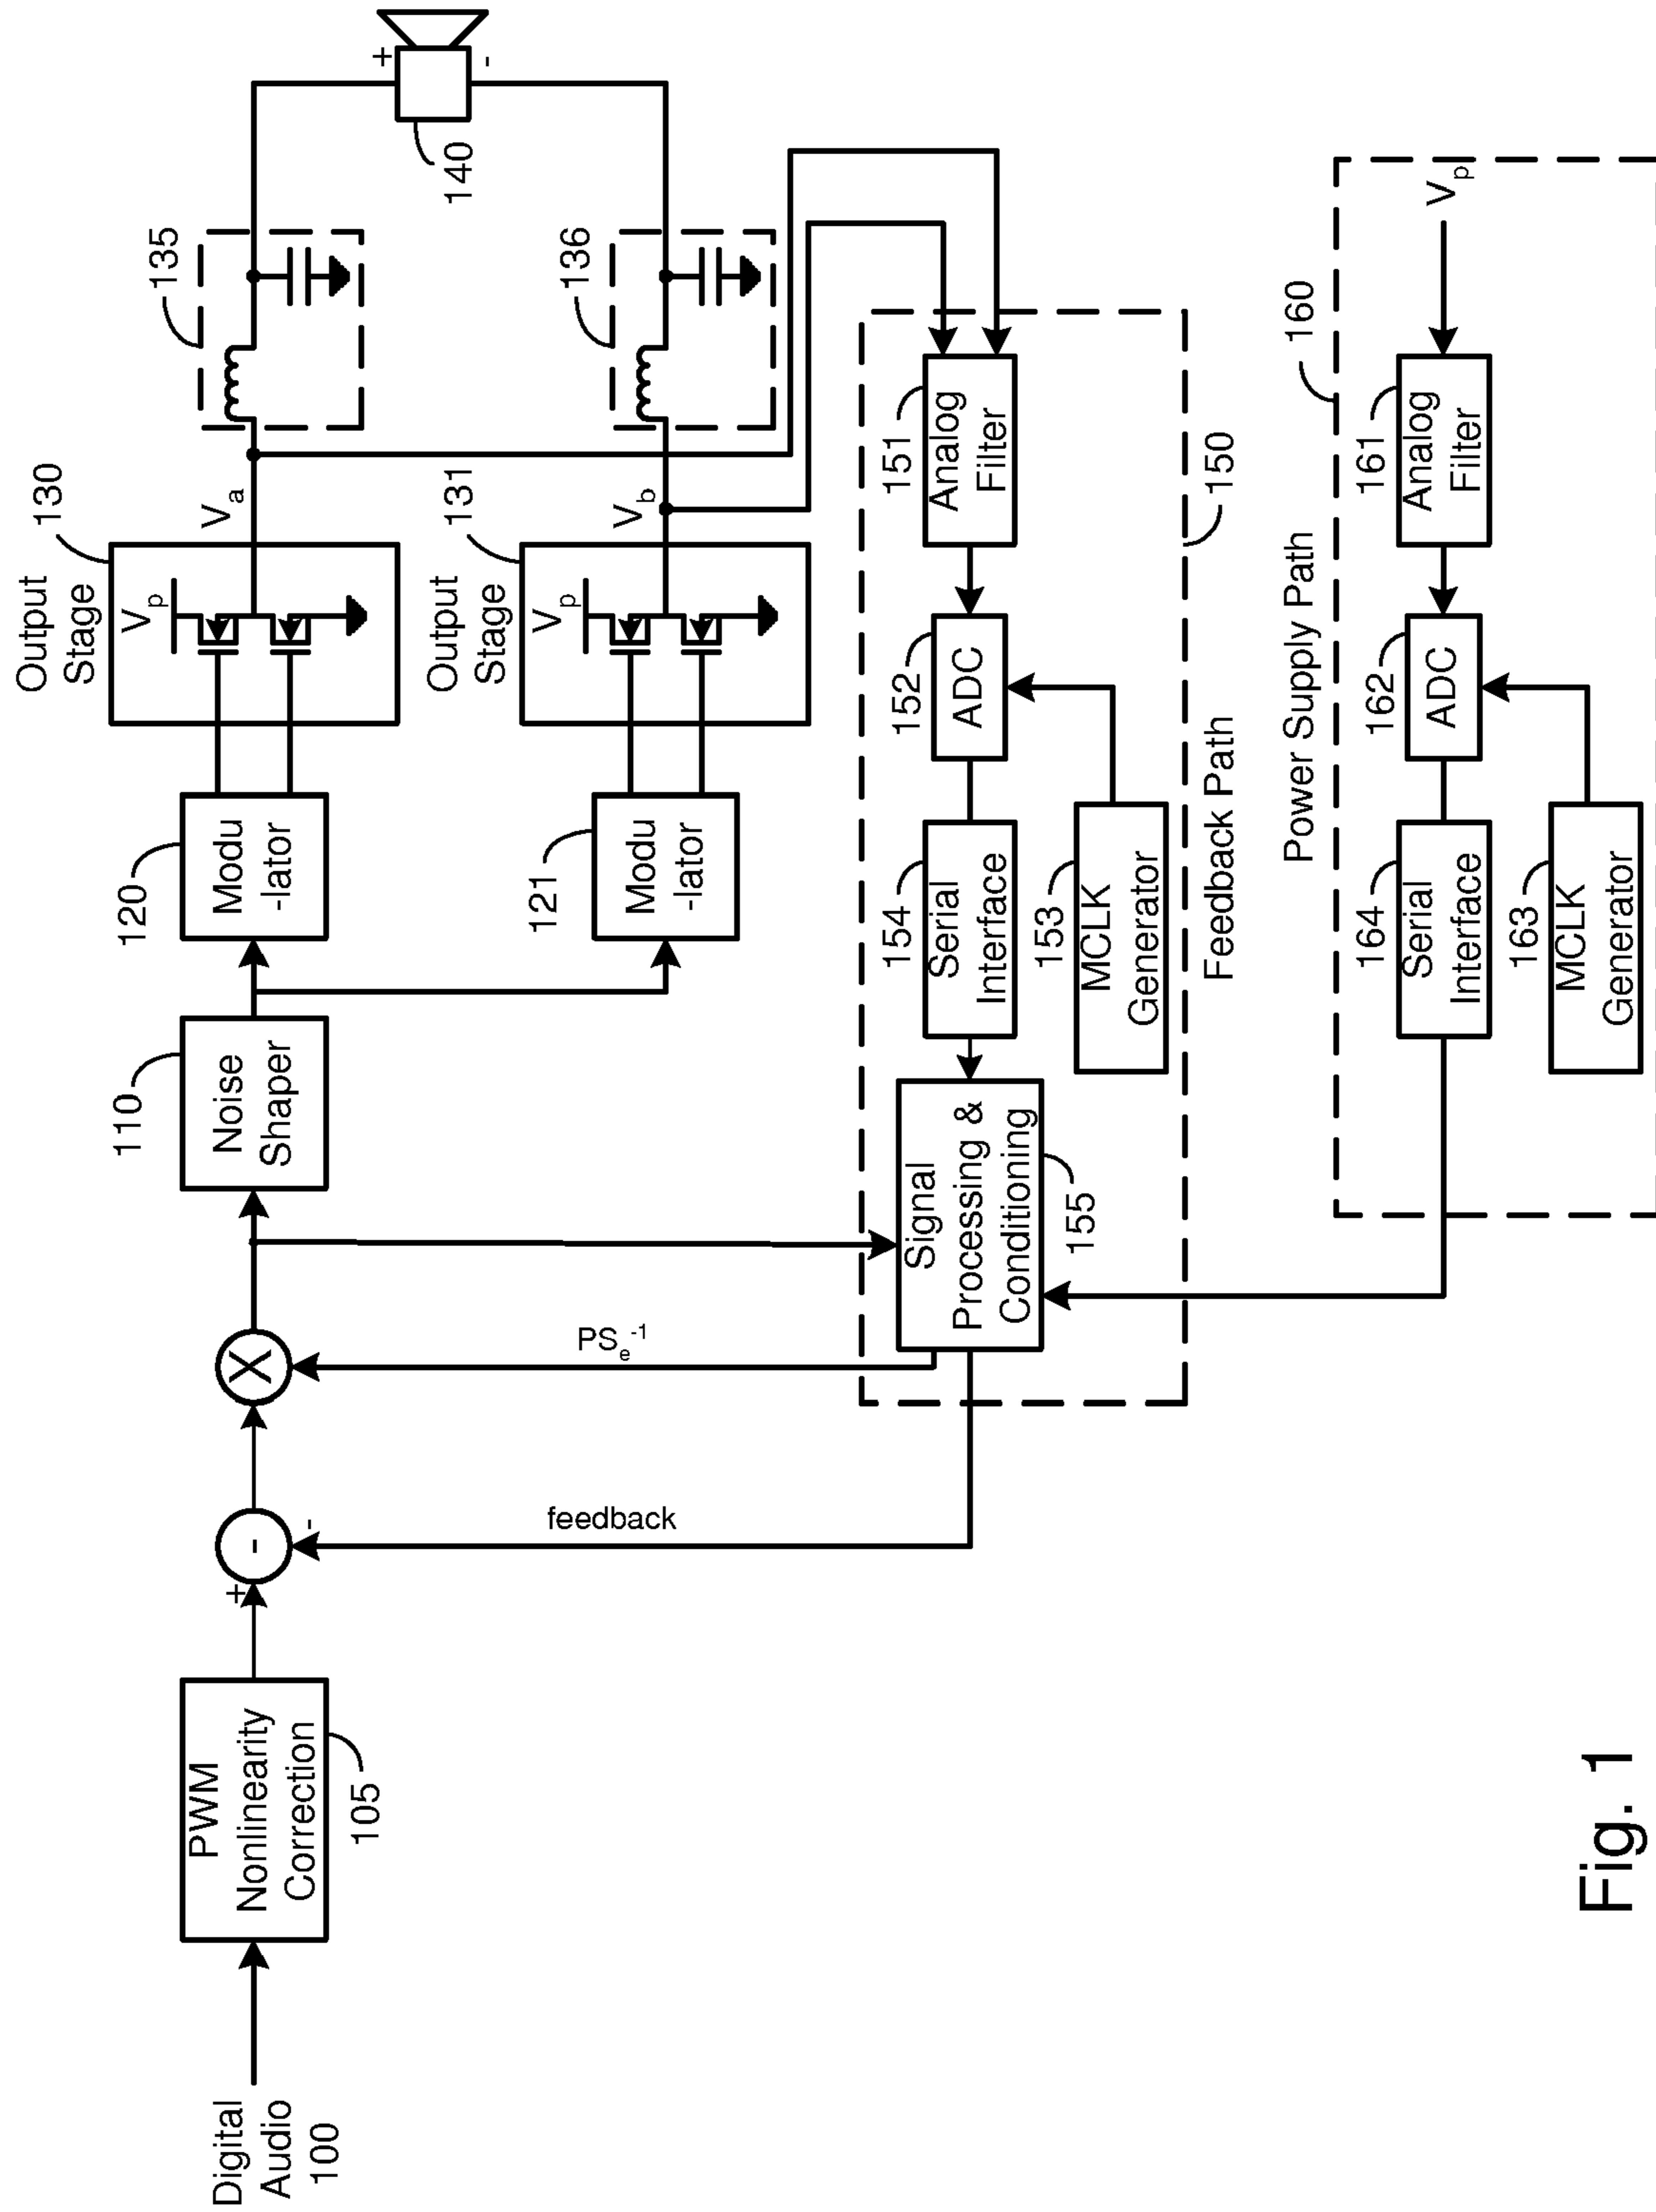 Digital
Audio
100
PWM
Nonlinearity
Correction
105
+
-
-
feedback
X
PSe-1
Noise
Shaper
110
Modu
-lator
120
Modu
-lator
121
Output
Stage
130
Vp
Va
Output
Stage
131
Vp
Vb
135
136
+
-
140
Signal
Processing &
Conditioning
155
Serial
Interface
154
MCLK
Generator
153
ADC
152
Analog
Filter
151
Feedback Path
150
Power Supply Path
160
Serial
Interface
164
MCLK
Generator
163
ADC
162
Analog
Filter
161
Vp
Fig. 1